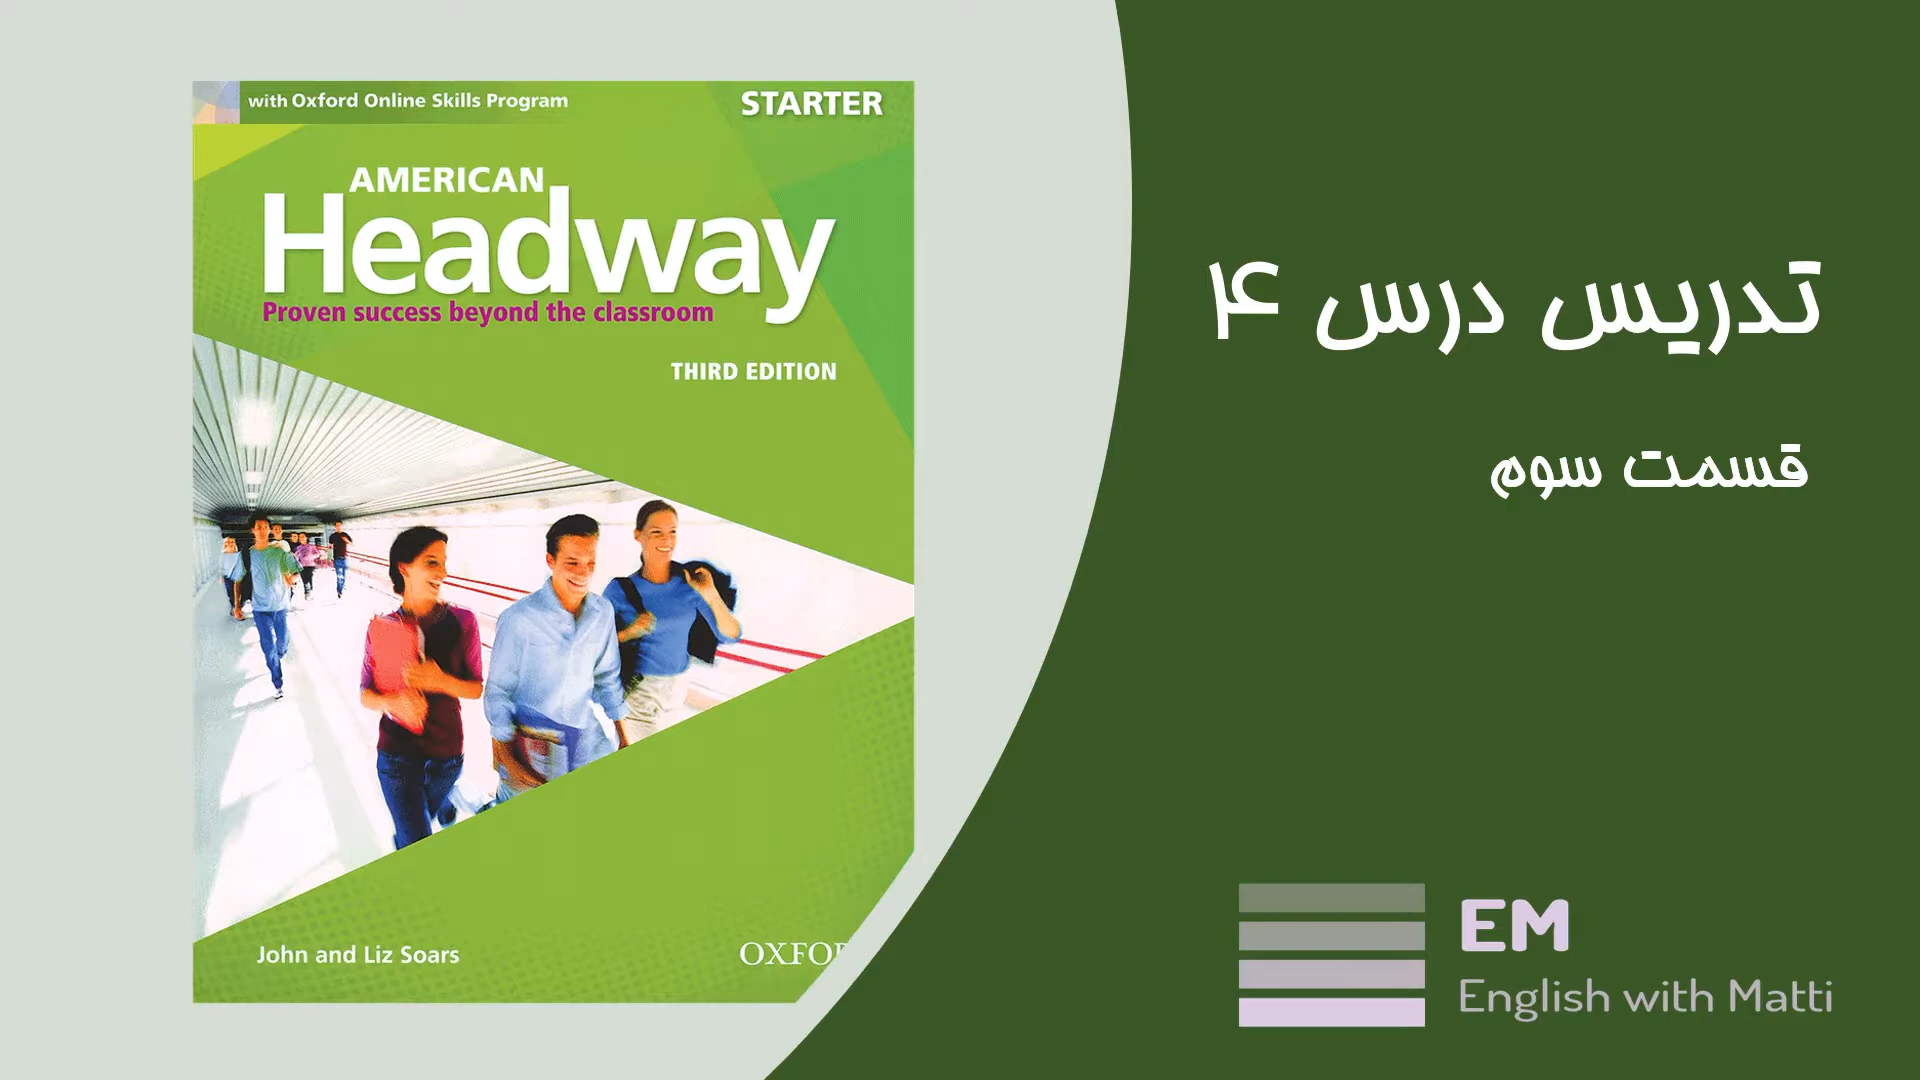 with Oxford Online Skills Program
STARTER
AMERICAN
Headway
Proven success beyond the classroom
THIRD EDITION
John and Liz Soars
تدریس درس ۴
قسمت سوم
EM
English with Matti